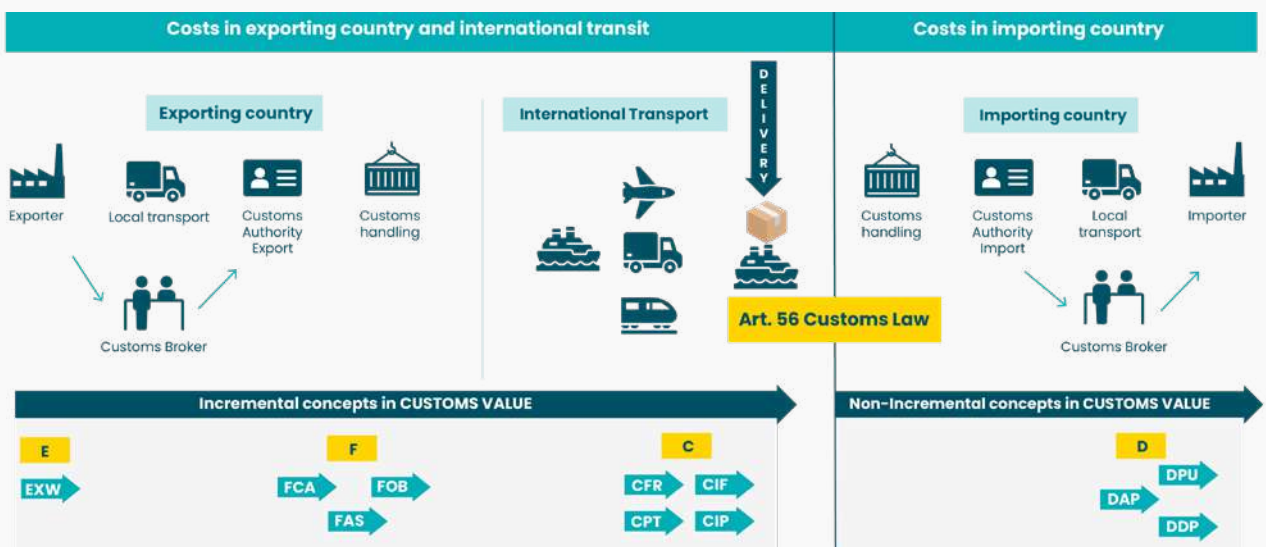 Costs in exporting country and international transit
Costs in importing country
DELIVERY
Exporting country
International Transport
Importing country
Exporter
Local transport
Customs
Authority
Export
Customs
handling
Customs Broker
Art. 56 Customs Law
Customs
handling
Customs
Authority
Import
Local
transport
Importer
Customs Broker
Incremental concepts in CUSTOMS VALUE
Non-Incremental concepts in CUSTOMS VALUE
E
EXW
F
FCA
FOB
FAS
C
CFR
CIF
CPT
CIP
D
DPU
DAP
DDP